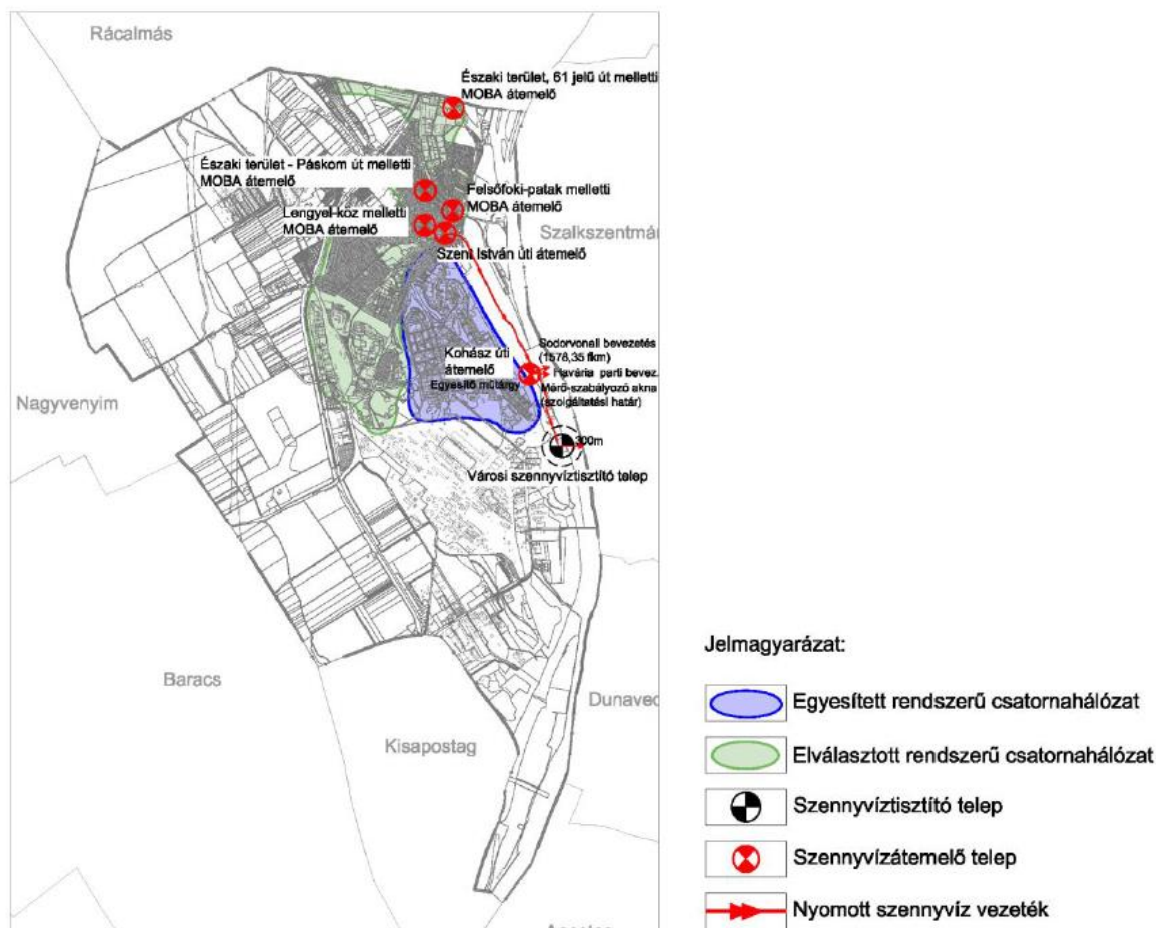 Rácalmás
Északi terület, 61 jelű út melletti
MOBA átemelő
Északi terület - Páskom út melletti
MOBA átemelő
Felsőfoki-patak melletti
MOBA átemelő
Lengyel-köz melletti
MOBA átemelő
Szalkszentmár
Szent István úti átemelő
Sodorvonali bevezetés
(1578,35 fkm)
Kohász úti
átemelő
Havária parti bevez.
Egyesítő műtárgy
Mérő-szabályozó akna
(szolgáltatási határ)
Nagyvenyim
300m
Városi szennyvíztisztító telep
Jelmagyarázat:
Baracs
Dunavec
Egyesített rendszerű csatornahálózat
Kisapostag
Elválasztott rendszerű csatornahálózat
Szennyvíztisztító telep
Szennyvízátemelő telep
Nyomott szennyvíz vezeték